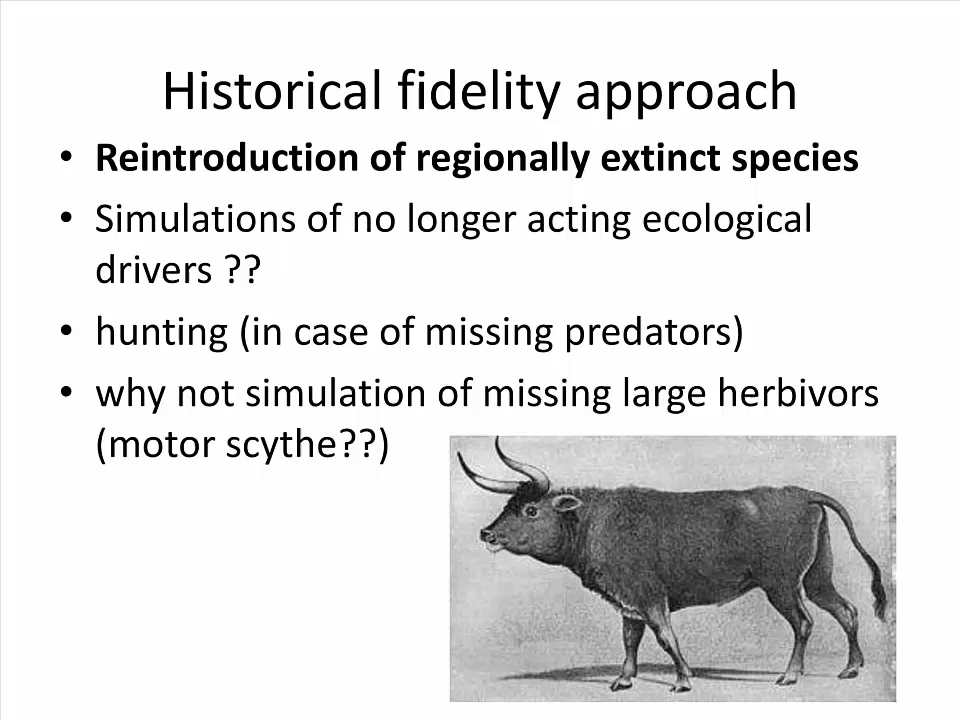 Historical fidelity approach
• Reintroduction of regionally extinct species
• Simulations of no longer acting ecological
drivers ??
• hunting (in case of missing predators)
• why not simulation of missing large herbivors
(motor scythe??)